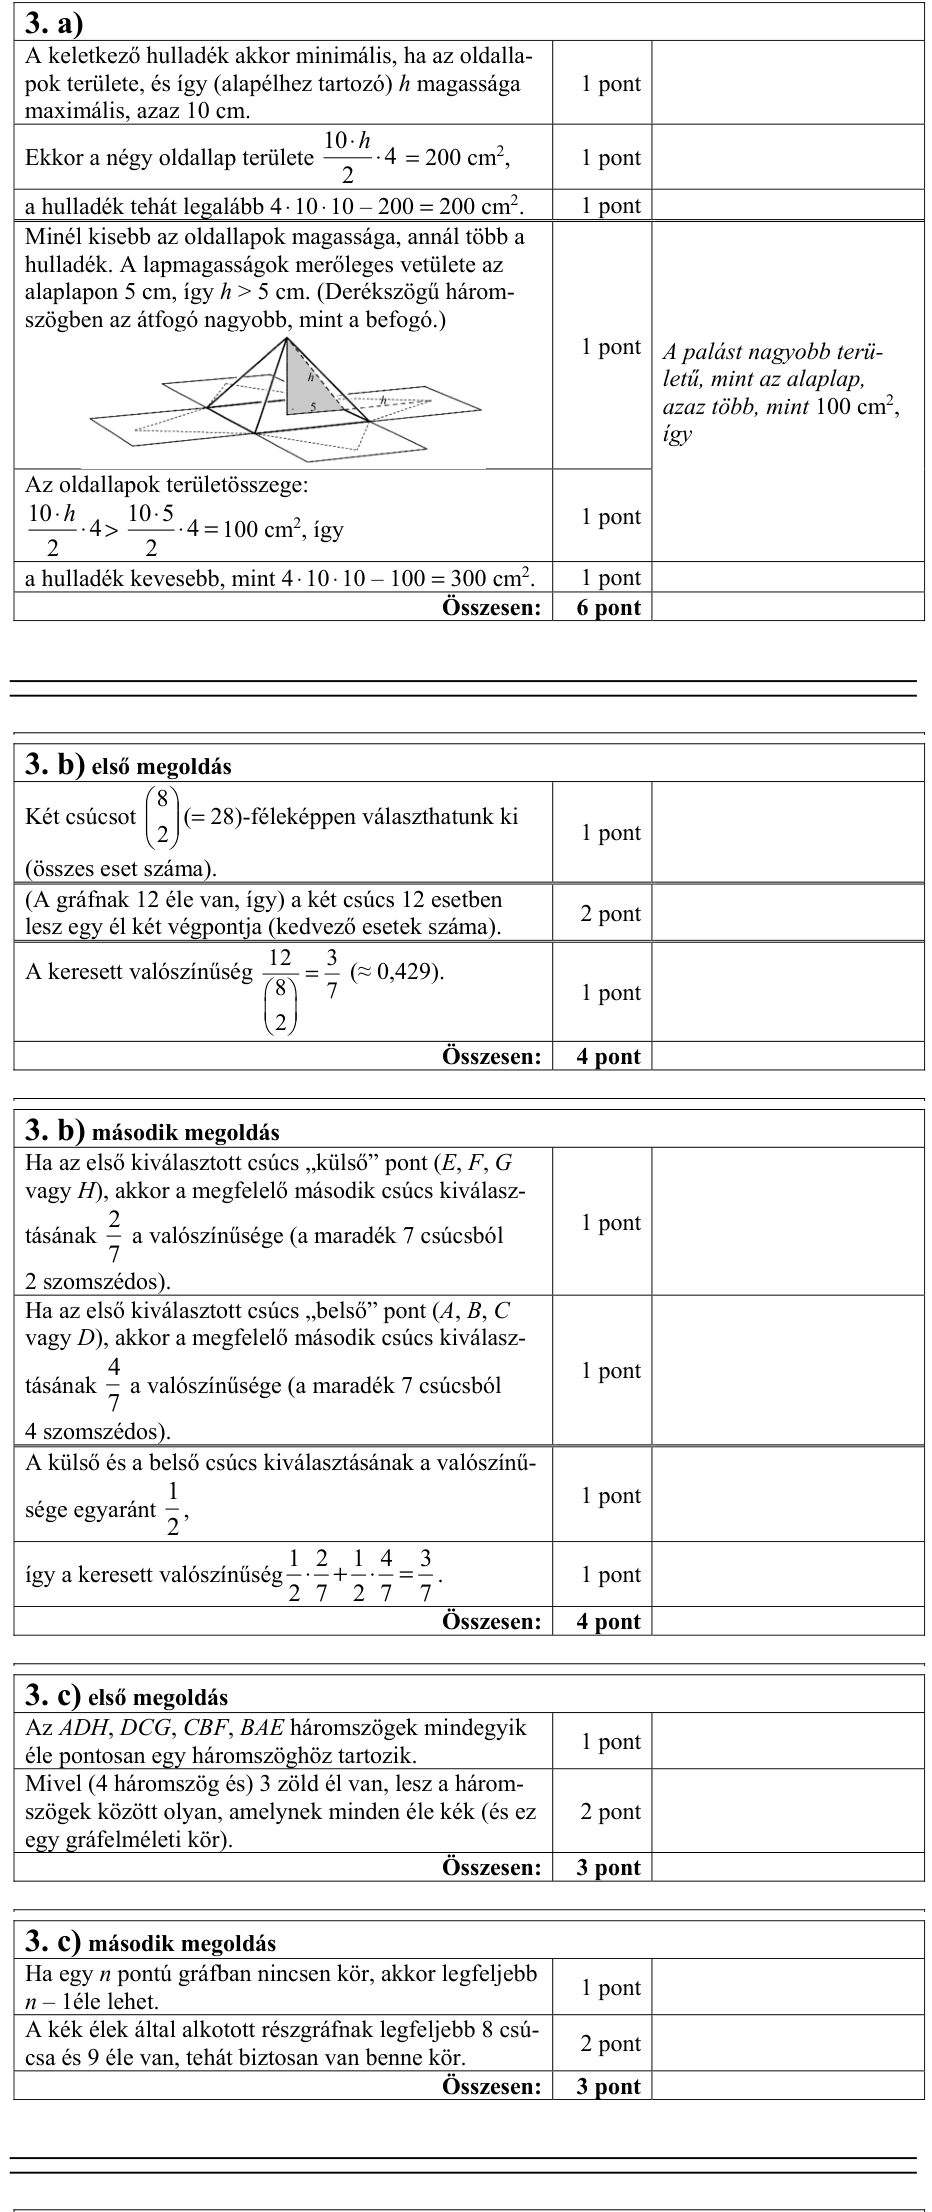 3. a)
A keletkező hulladék akkor minimális, ha az oldalla-
pok területe, és így (alapélhez tartozó) h magassága
maximális, azaz 10 cm.
1 pont
Ekkor a négy oldallap területe (10·h)/2 · 4 = 200 cm²,
1 pont
a hulladék tehát legalább 4·10·10 – 200 = 200 cm².
1 pont
Minél kisebb az oldallapok magassága, annál több a
hulladék. A lapmagasságok merőleges vetülete az
alaplapon 5 cm, így h > 5 cm. (Derékszögű három-
szögben az átfogó nagyobb, mint a befogó.)
h
5
h
1 pont
A palást nagyobb terü-
letű, mint az alaplap,
azaz több, mint 100 cm²,
így
Az oldallapok területösszege:
(10·h)/2 · 4 > (10·5)/2 · 4 = 100 cm², így
1 pont
a hulladék kevesebb, mint 4·10·10 – 100 = 300 cm².
1 pont
Összesen: 6 pont
3. b) első megoldás
Két csúcsot (8 2) (= 28)-féleképpen választhatunk ki
(összes eset száma).
1 pont
(A gráfnak 12 éle van, így) a két csúcs 12 esetben
lesz egy él két végpontja (kedvező esetek száma).
2 pont
A keresett valószínűség 12/(8 2) = 3/7 (≈ 0,429).
1 pont
Összesen: 4 pont
3. b) második megoldás
Ha az első kiválasztott csúcs „külső” pont (E, F, G
vagy H), akkor a megfelelő második csúcs kiválasz-
tásának 2/7 a valószínűsége (a maradék 7 csúcsból
2 szomszédos).
1 pont
Ha az első kiválasztott csúcs „belső” pont (A, B, C
vagy D), akkor a megfelelő második csúcs kiválasz-
tásának 4/7 a valószínűsége (a maradék 7 csúcsból
4 szomszédos).
1 pont
A külső és a belső csúcs kiválasztásának a valószínű-
sége egyaránt 1/2,
1 pont
így a keresett valószínűség 1/2 · 2/7 + 1/2 · 4/7 = 3/7.
1 pont
Összesen: 4 pont
3. c) első megoldás
Az ADH, DCG, CBF, BAE háromszögek mindegyik
éle pontosan egy háromszöghöz tartozik.
1 pont
Mivel (4 háromszög és) 3 zöld él van, lesz a három-
szögek között olyan, amelynek minden éle kék (és ez
egy gráfelméleti kör).
2 pont
Összesen: 3 pont
3. c) második megoldás
Ha egy n pontú gráfban nincsen kör, akkor legfeljebb
n – 1éle lehet.
1 pont
A kék élek által alkotott részgráfnak legfeljebb 8 csú-
csa és 9 éle van, tehát biztosan van benne kör.
2 pont
Összesen: 3 pont